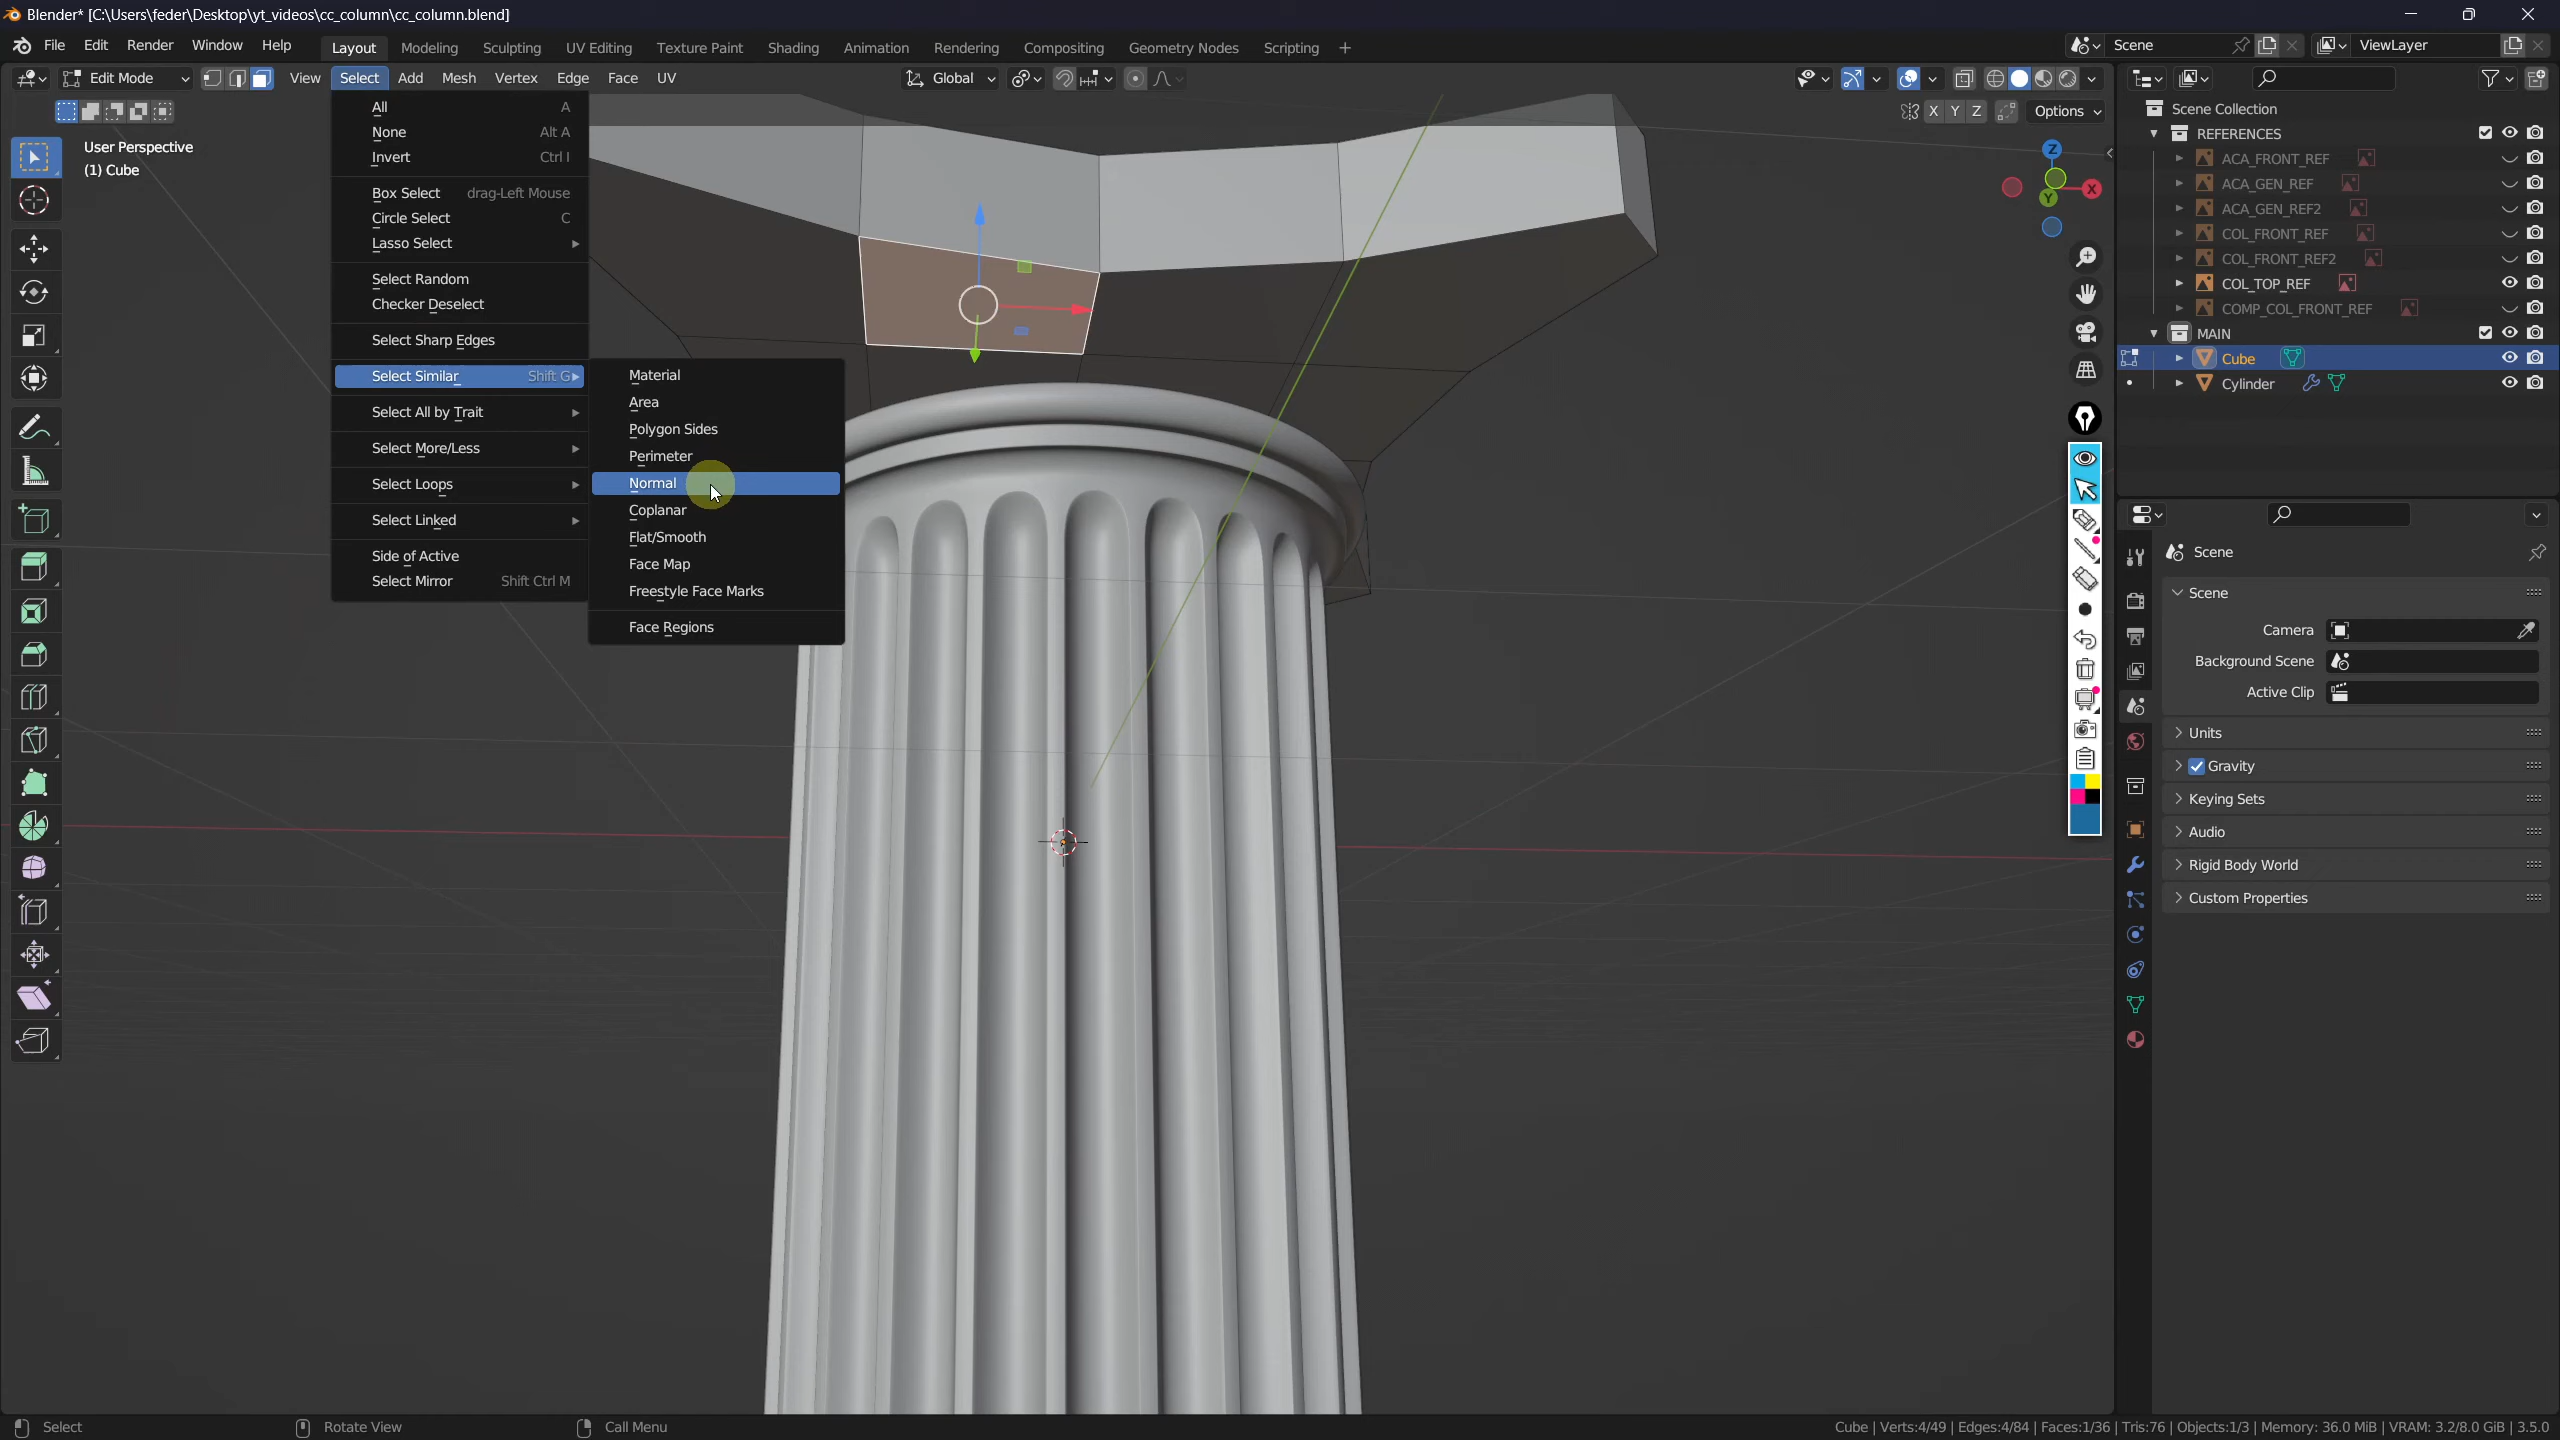 Blender* [C:\Users\feder\Desktop\yt_videos\cc_column\cc_column.blend]
File Edit Render Window Help Layout Modeling Sculpting UV Editing Texture Paint Shading Animation Rendering Compositing Geometry Nodes Scripting + Scene ViewLayer
Edit Mode View Select Add Mesh Vertex Edge Face UV Global
X Y Z Options
User Perspective
(1) Cube
All A
None Alt A
Invert Ctrl I
Box Select drag-Left Mouse
Circle Select C
Lasso Select
Select Random
Checker Deselect
Select Sharp Edges
Select Similar Shift G
Select All by Trait
Select More/Less
Select Loops
Select Linked
Side of Active
Select Mirror Shift Ctrl M
Material
Area
Polygon Sides
Perimeter
Normal
Coplanar
Flat/Smooth
Face Map
Freestyle Face Marks
Face Regions
Z
X
Y
Scene Collection
REFERENCES
ACA_FRONT_REF
ACA_GEN_REF
ACA_GEN_REF2
COL_FRONT_REF
COL_FRONT_REF2
COL_TOP_REF
COMP_COL_FRONT_REF
MAIN
Cube
Cylinder
Scene
Scene
Camera
Background Scene
Active Clip
Units
Gravity
Keying Sets
Audio
Rigid Body World
Custom Properties
Select Rotate View Call Menu Cube | Verts:4/49 | Edges:4/84 | Faces:1/36 | Tris:76 | Objects:1/3 | Memory: 36.0 MiB | VRAM: 3.2/8.0 GiB | 3.5.0